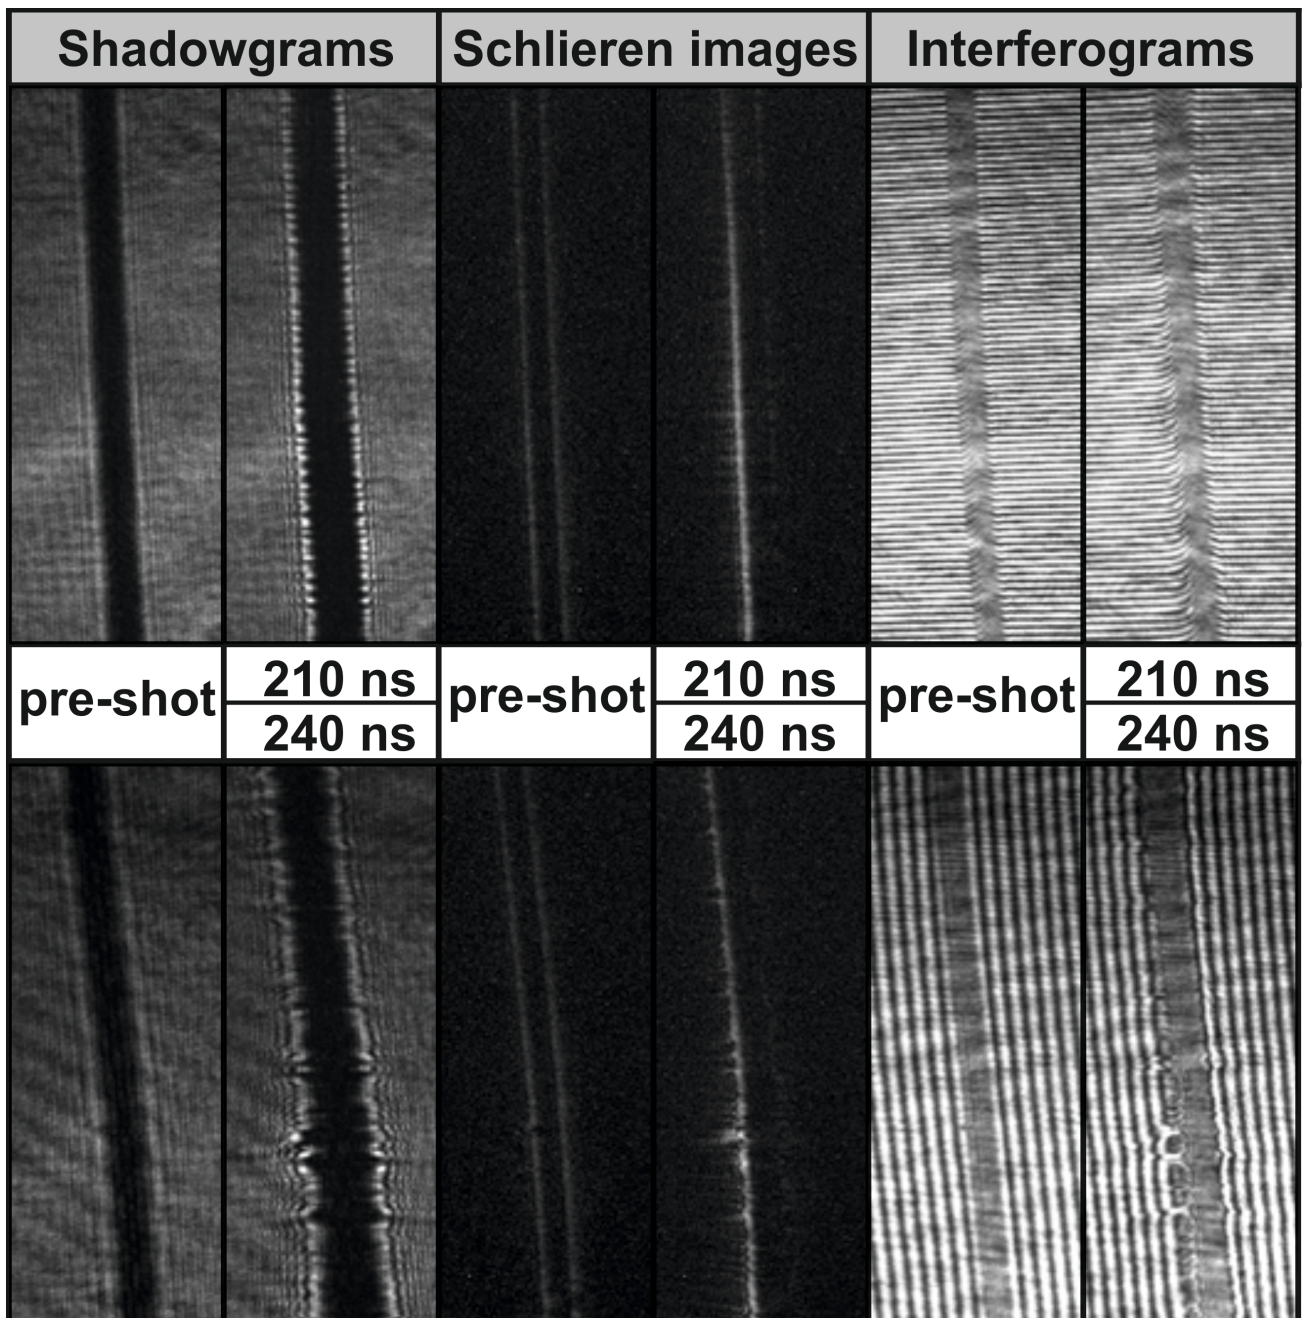 Shadowgrams
Schlieren images
Interferograms
pre-shot
210 ns
240 ns
pre-shot
210 ns
240 ns
pre-shot
210 ns
240 ns